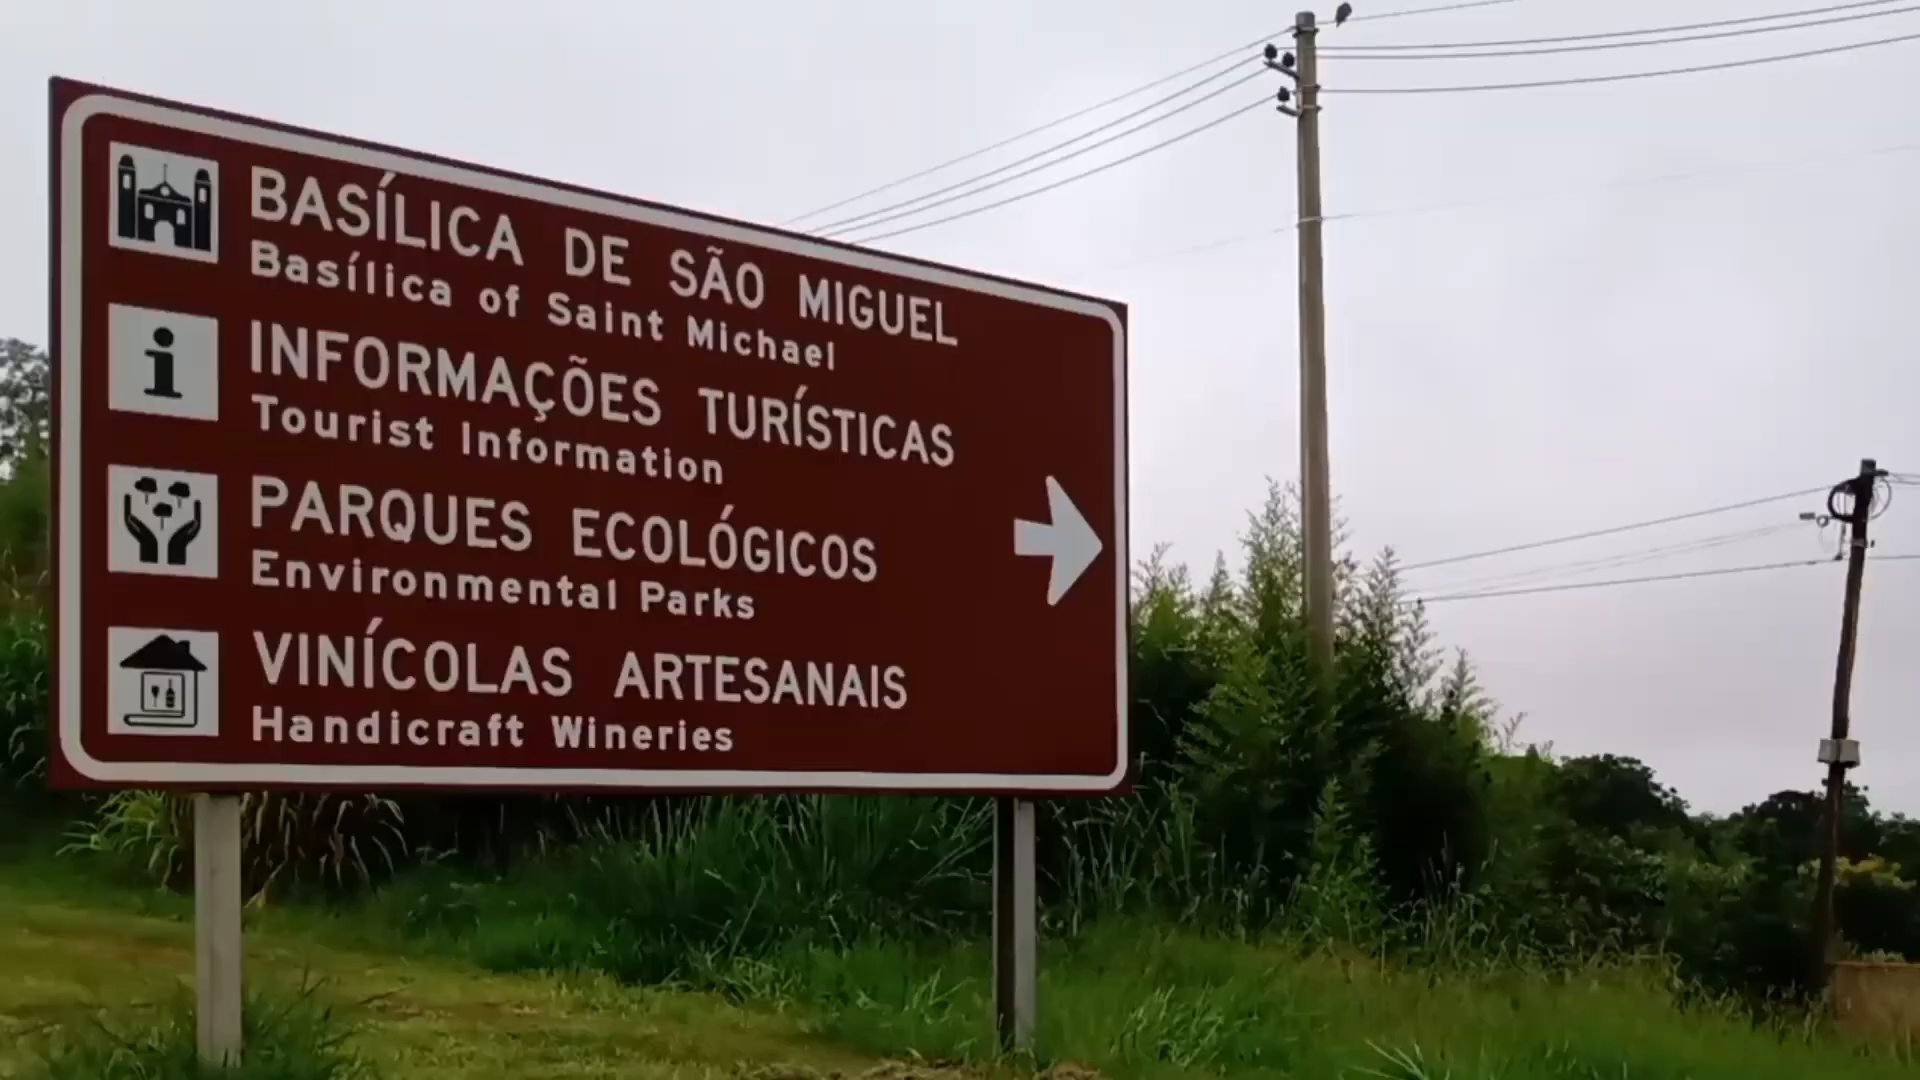 BASÍLICA DE SÃO MIGUEL
Basílica of Saint Michael
i
INFORMAÇÕES TURÍSTICAS
Tourist Information
PARQUES ECOLÓGICOS
Environmental Parks
VINÍCOLAS ARTESANAIS
Handicraft Wineries